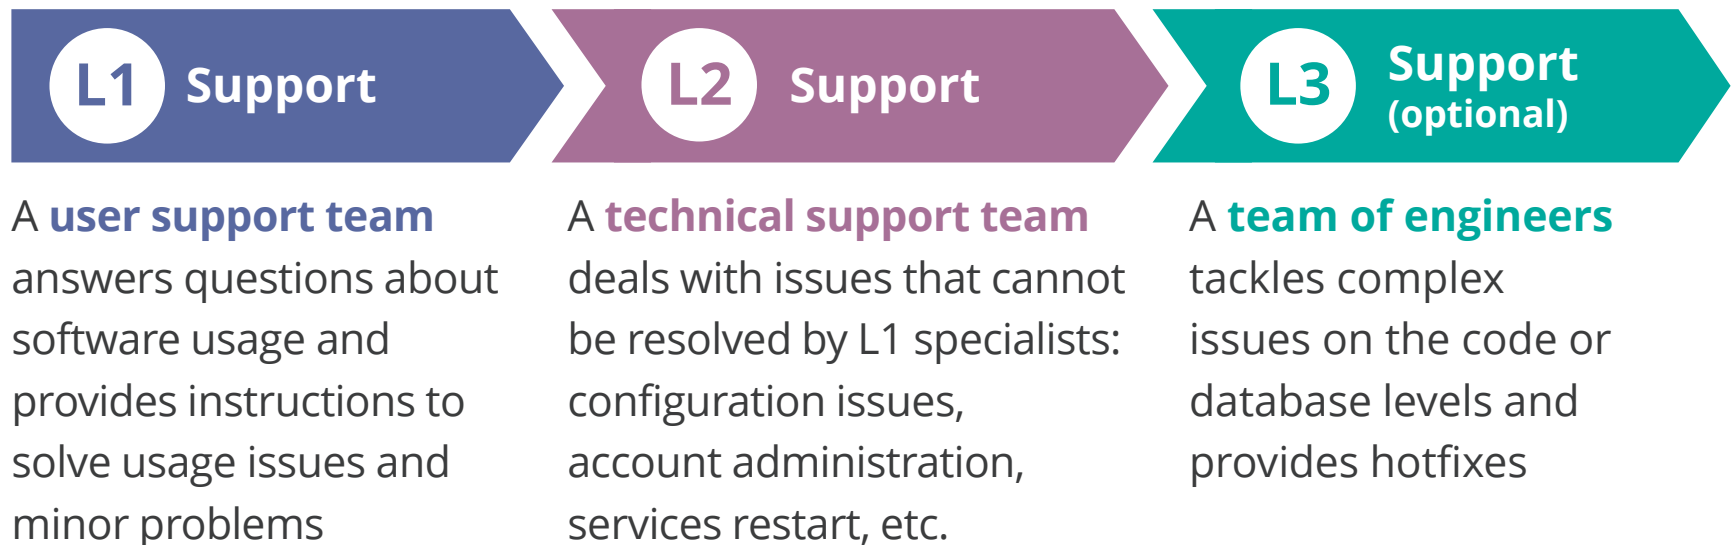 L1 Support
L2 Support
L3 Support
(optional)
A user support team
answers questions about
software usage and
provides instructions to
solve usage issues and
minor problems
A technical support team
deals with issues that cannot
be resolved by L1 specialists:
configuration issues,
account administration,
services restart, etc.
A team of engineers
tackles complex
issues on the code or
database levels and
provides hotfixes